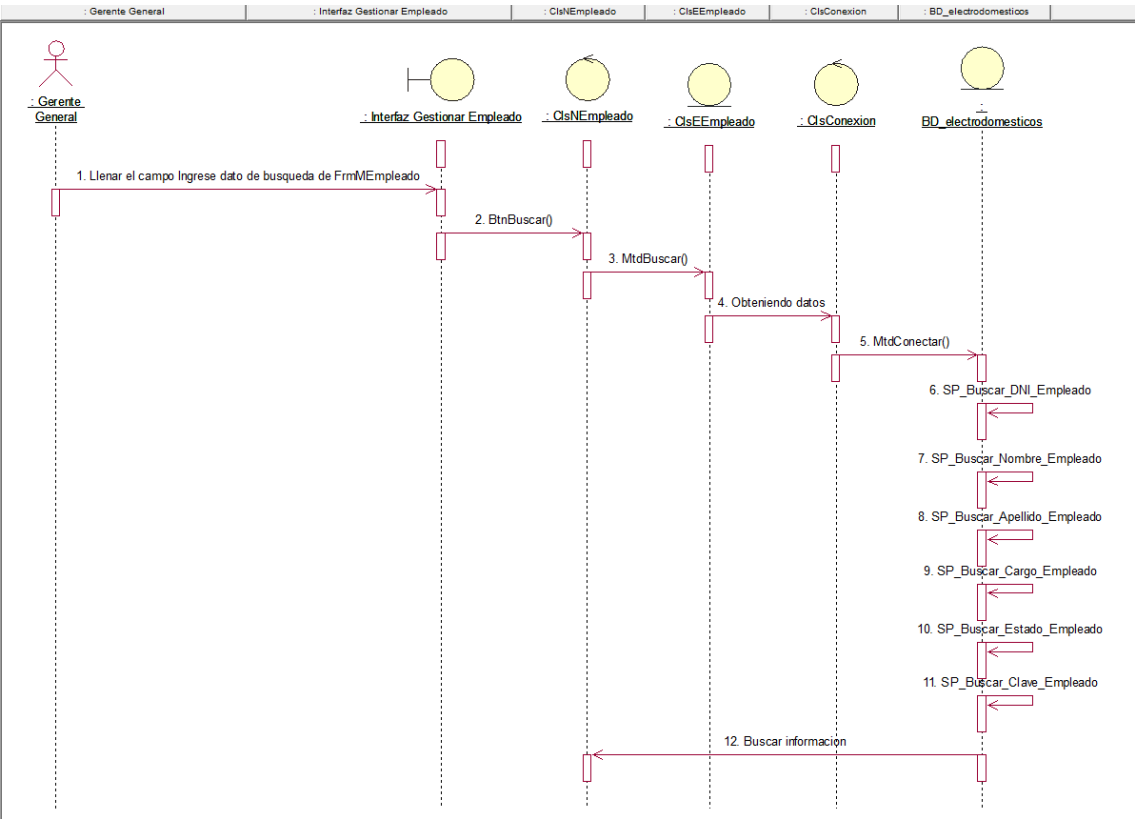 : Gerente General
: Interfaz Gestionar Empleado
: ClsNEmpleado
: ClsEEmpleado
: ClsConexion
: BD_electrodomesticos
: Gerente
General
: Interfaz Gestionar Empleado
: ClsNEmpleado
: ClsEEmpleado
: ClsConexion
:
BD_electrodomesticos
1. Llenar el campo Ingrese dato de busqueda de FrmMEmpleado
2. BtnBuscar()
3. MtdBuscar()
4. Obteniendo datos
5. MtdConectar()
6. SP_Buscar_DNI_Empleado
7. SP_Buscar_Nombre_Empleado
8. SP_Buscar_Apellido_Empleado
9. SP_Buscar_Cargo_Empleado
10. SP_Buscar_Estado_Empleado
11. SP_Buscar_Clave_Empleado
12. Buscar informacion